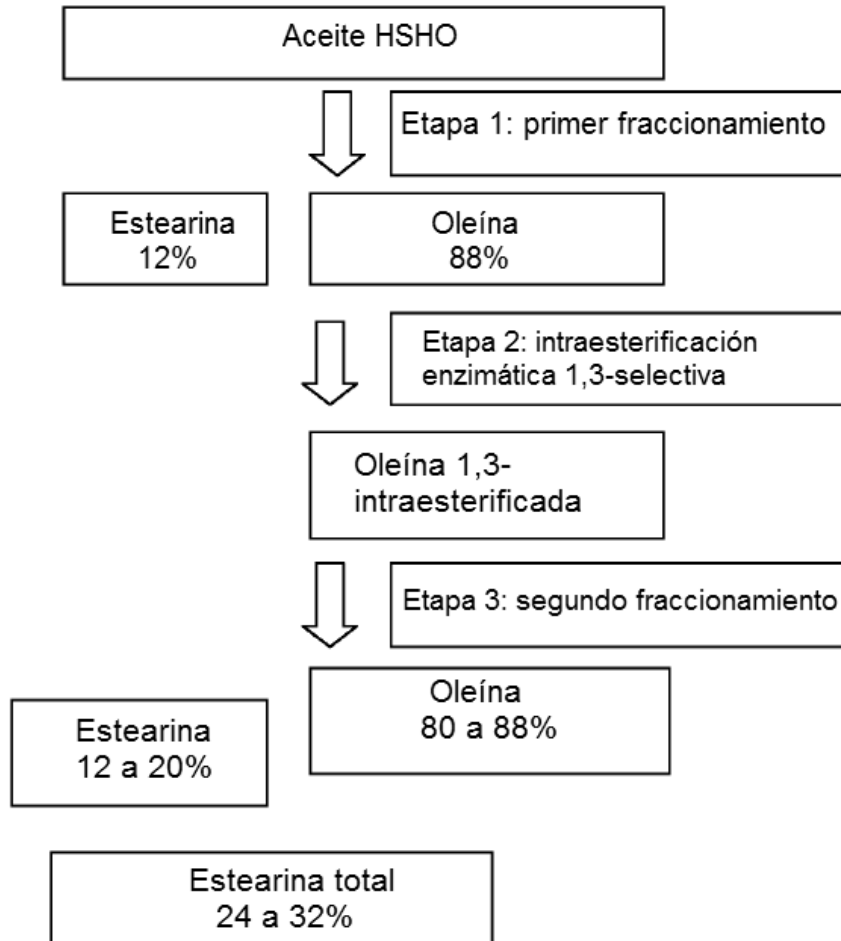 Aceite HSHO
Etapa 1: primer fraccionamiento
Estearina
12%
Oleína
88%
Etapa 2: intraesterificación
enzimática 1,3-selectiva
Oleína 1,3-
intraesterificada
Etapa 3: segundo fraccionamiento
Estearina
12 a 20%
Oleína
80 a 88%
Estearina total
24 a 32%